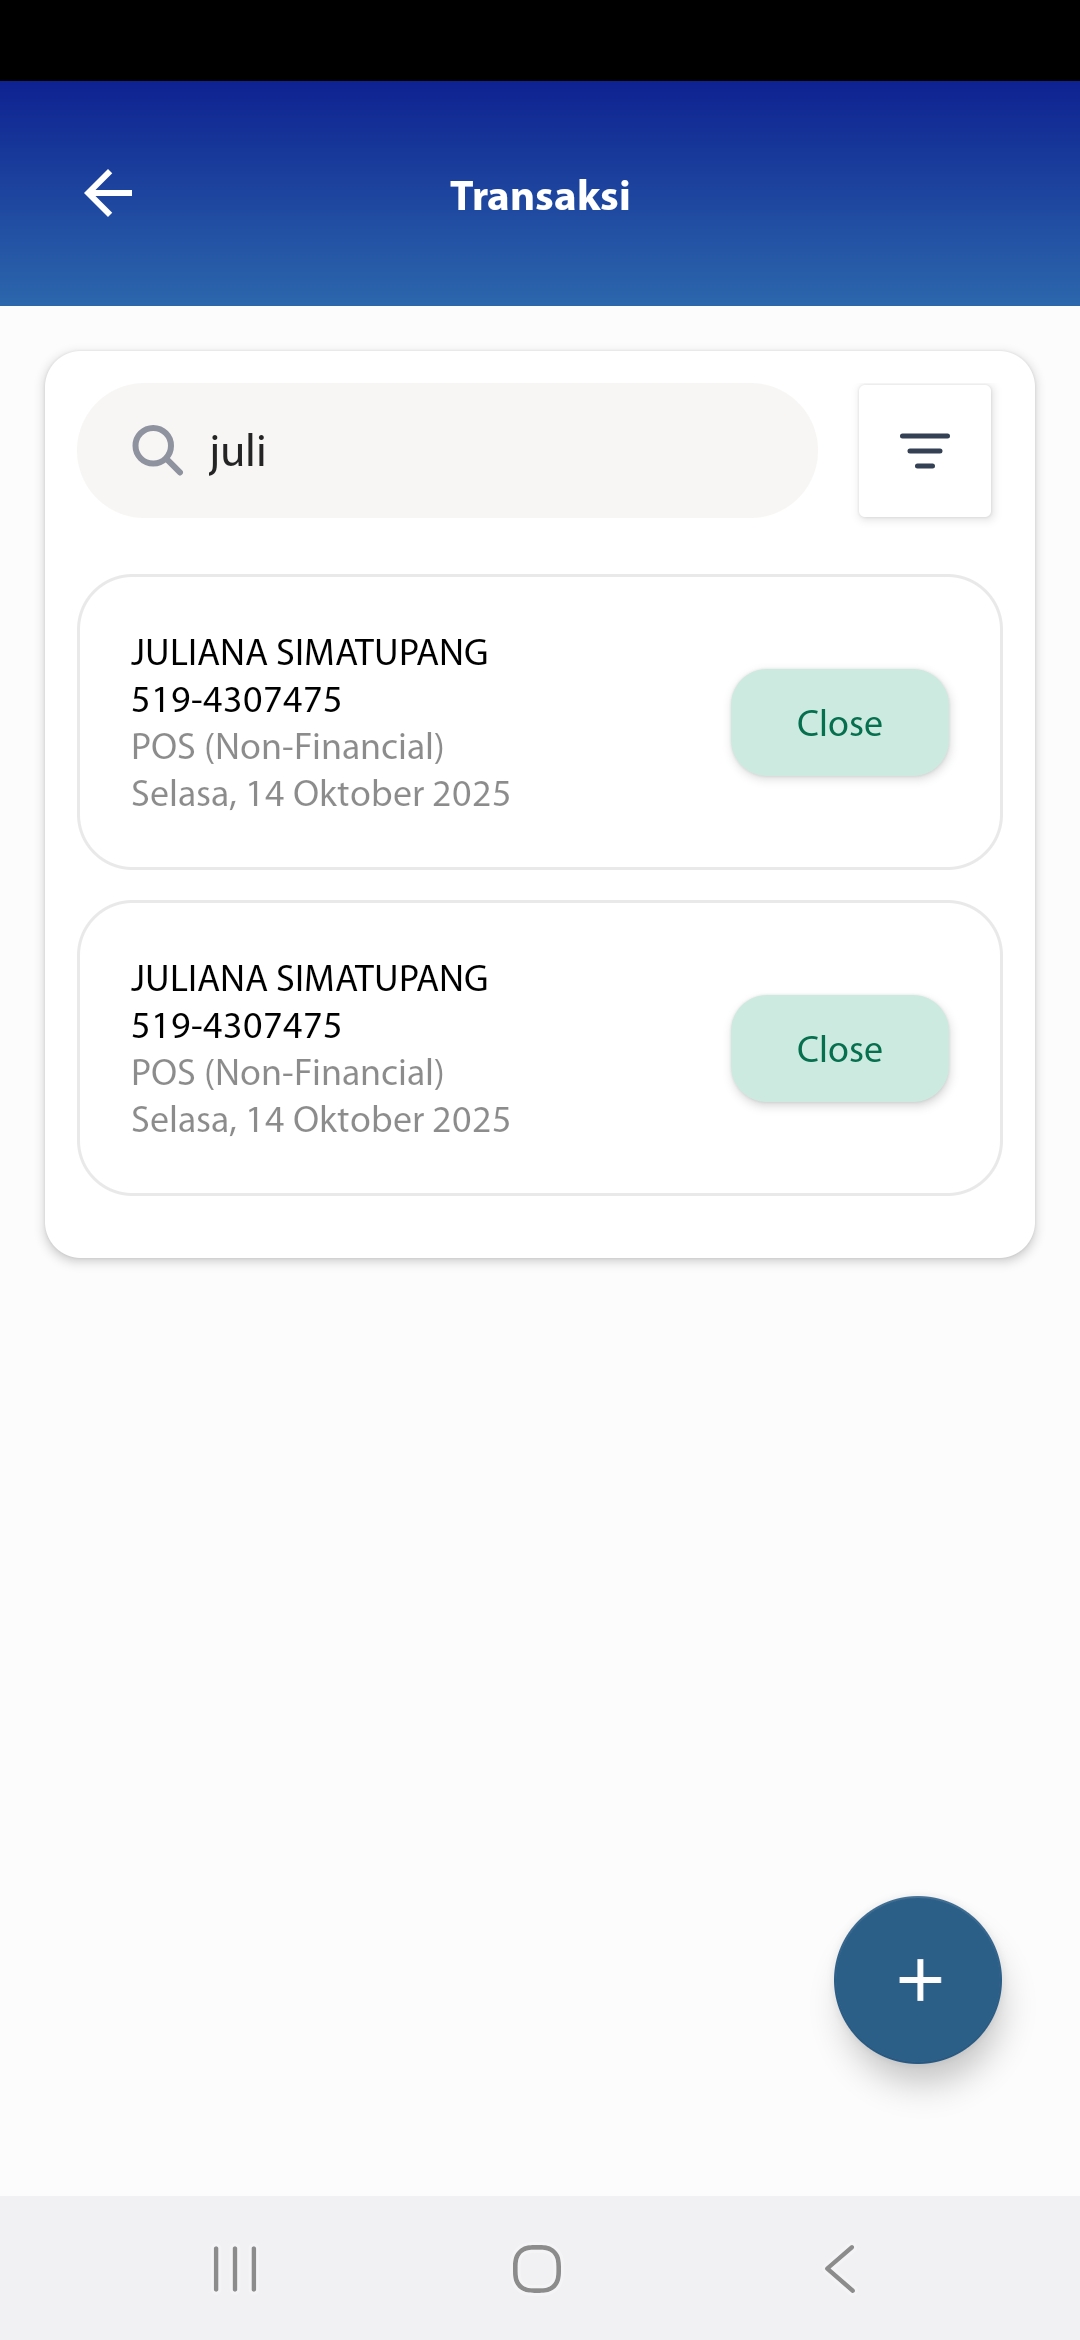 Transaksi
juli
JULIANA SIMATUPANG
519-4307475
POS (Non-Financial)
Selasa, 14 Oktober 2025
Close
JULIANA SIMATUPANG
519-4307475
POS (Non-Financial)
Selasa, 14 Oktober 2025
Close